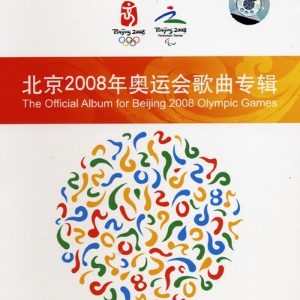 Beijing 2008
Beijing 2008
Paralympic Games
北京2008年奥运会歌曲专辑
The Official Album for Beijing 2008 Olympic Games